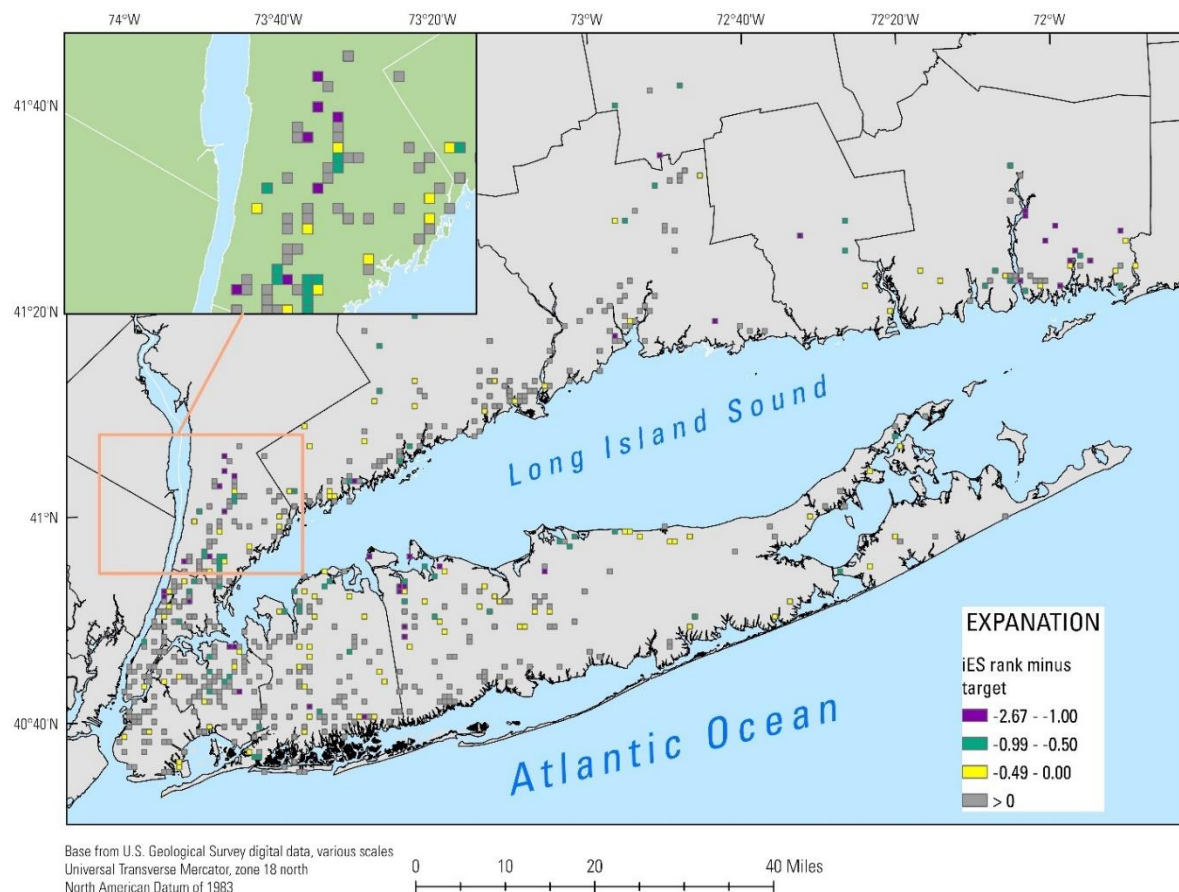 74°W 73°40'W 73°20'W 73°W 72°40'W 72°20'W 72°W
41°40'N
41°20'N
41°N
40°40'N
Long Island Sound
Atlantic Ocean
EXPANATION
iES rank minus
target
-2.67 - -1.00
-0.99 - -0.50
-0.49 - 0.00
> 0
Base from U.S. Geological Survey digital data, various scales
Universal Transverse Mercator, zone 18 north
North American Datum of 1983
0 10 20 40 Miles